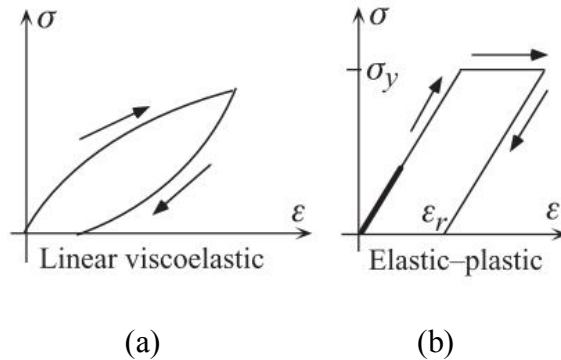 σ σ
σy
ε εr ε
Linear viscoelastic Elastic–plastic
(a) (b)